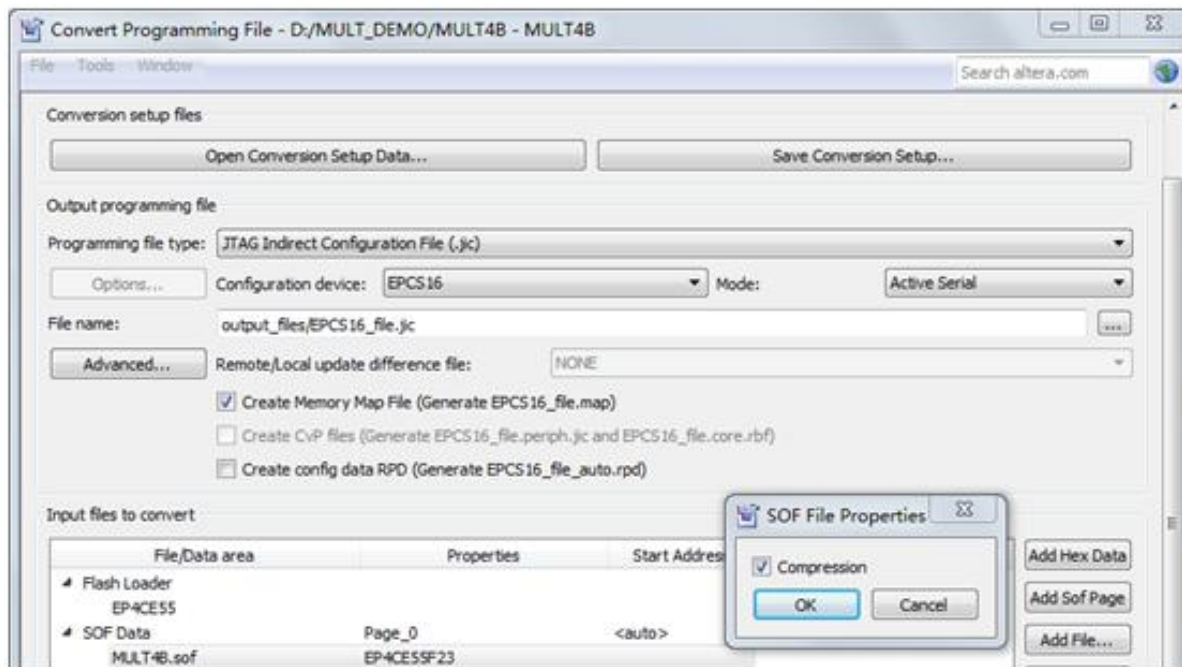 Convert Programming File - D:/MULT_DEMO/MULT4B - MULT4B
File Tools Window Search altera.com
Conversion setup files
Open Conversion Setup Data... Save Conversion Setup...
Output programming file
Programming file type: JTAG Indirect Configuration File (.jic)
Options... Configuration device: EPCS16 Mode: Active Serial
File name: output_files/EPCS16_file.jic ...
Advanced... Remote/Local update difference file: NONE
Create Memory Map File (Generate EPCS16_file.map)
Create CvP files (Generate EPCS16_file.periph.jic and EPCS16_file.core.rbf)
Create config data RPD (Generate EPCS16_file_auto.rpd)
Input files to convert
File/Data area Properties Start Addres
Flash Loader
EP4CE55
SOF Data Page_0 <auto>
MULT4B.sof EP4CE55F23
SOF File Properties
Compression
OK Cancel
Add Hex Data
Add Sof Page
Add File...